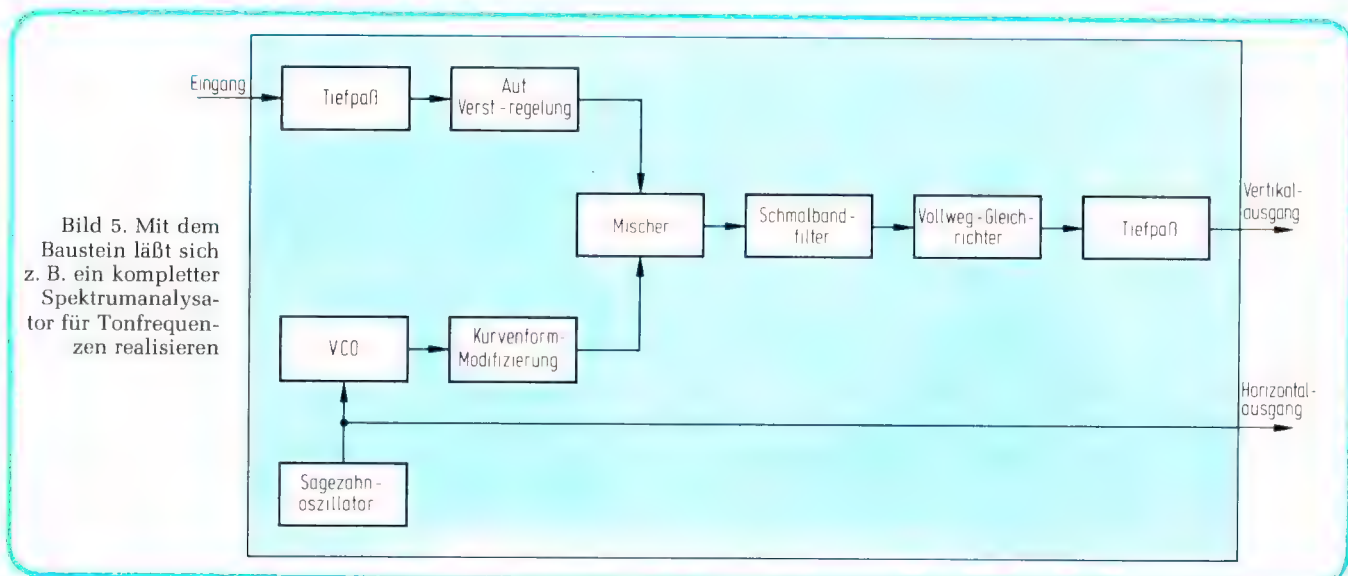 Eingang
Tiefpaß
Aut
Verst-regelung
Bild 5. Mit dem
Baustein läßt sich
z. B. ein kompletter
Spektrumanalysa-
tor für Tonfrequen-
zen realisieren
Mischer
Schmalband-
filter
Vollweg-Gleich-
richter
Tiefpaß
Vertikal-
ausgang
VCO
Kurvenform-
Modifizierung
Horizontal-
ausgang
Sagezahn-
oszillator